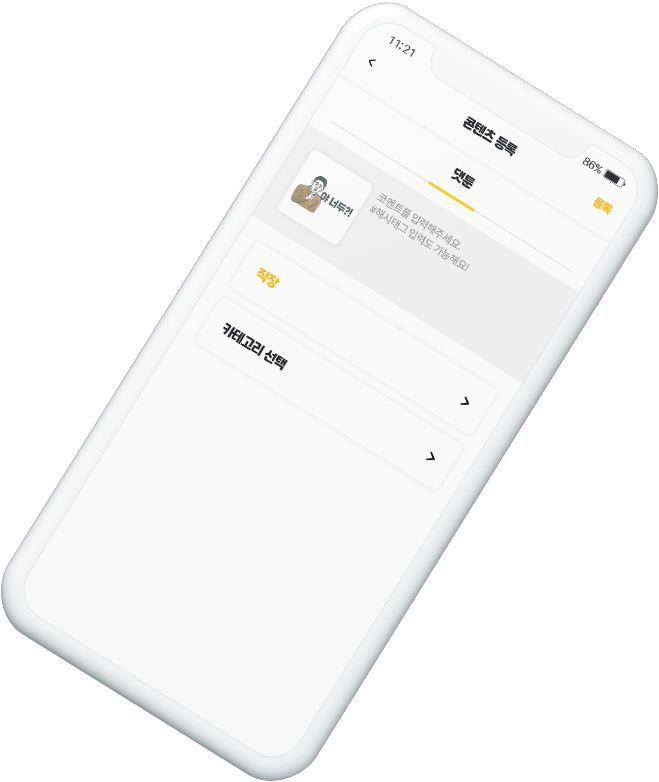 11:21
86%
콘텐츠 등록
등록
댓툰
야 너두?!
코멘트를 입력해주세요.
#해시태그 입력도 가능해요!
직장
카테고리 선택